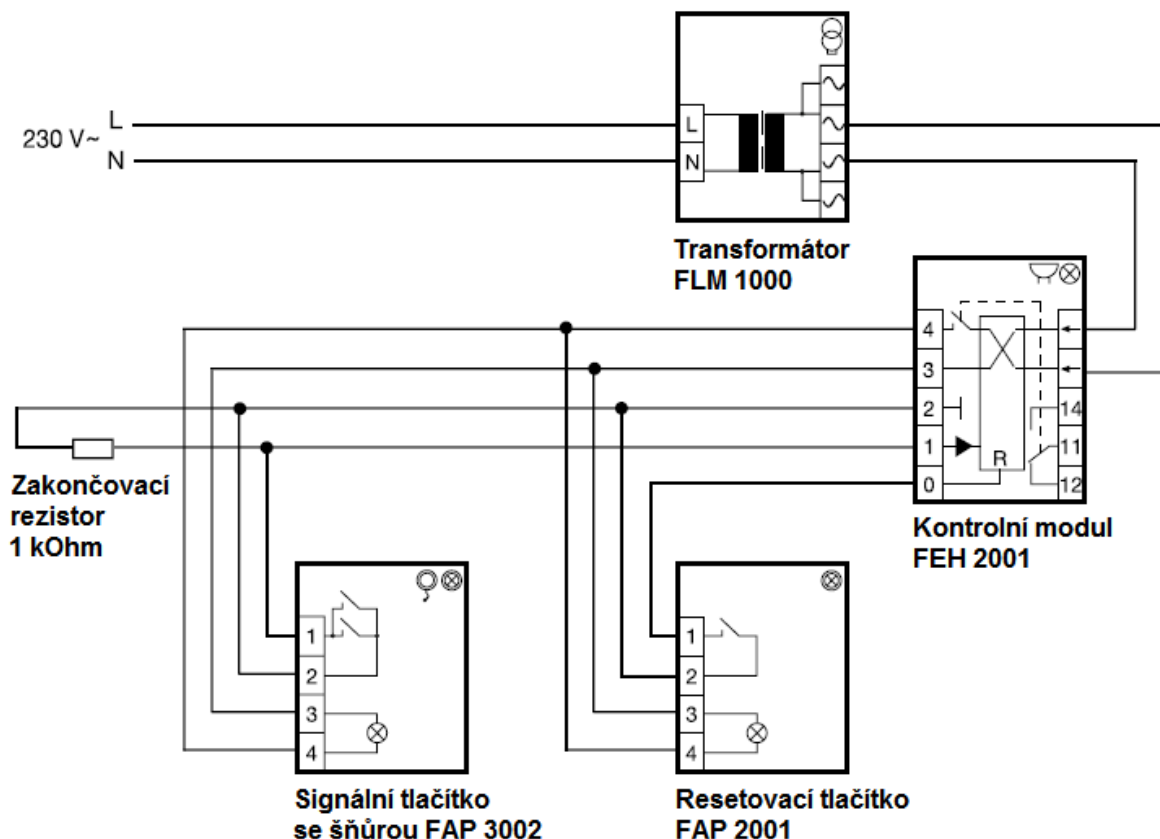 230 V~
L
N
L
N
Transformátor
FLM 1000
4
3
2
1
0
R
14
11
12
Kontrolní modul
FEH 2001
Zakončovací
rezistor
1 kOhm
1
2
3
4
Signální tlačítko
se šňůrou FAP 3002
1
2
3
4
Resetovací tlačítko
FAP 2001